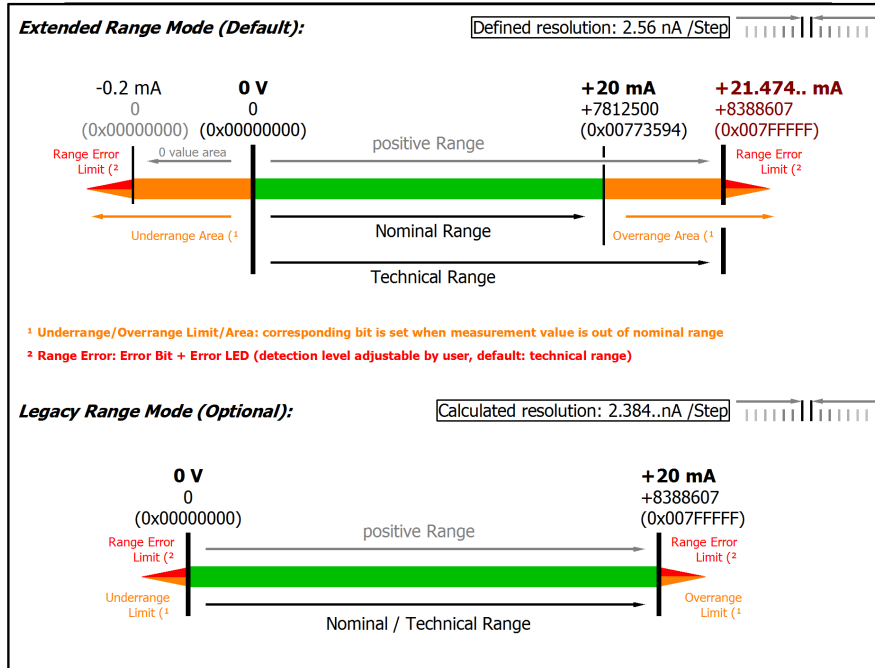 Extended Range Mode (Default):
Defined resolution: 2.56 nA /Step
-0.2 mA
0
(0x00000000)
0 V
0
(0x00000000)
+20 mA
+7812500
(0x00773594)
+21.474.. mA
+8388607
(0x007FFFFF)
Range Error
Limit (²
0 value area
positive Range
Range Error
Limit (²
Underrange Area (¹
Nominal Range
Overrange Area (¹
Technical Range
¹ Underrange/Overrange Limit/Area: corresponding bit is set when measurement value is out of nominal range
² Range Error: Error Bit + Error LED (detection level adjustable by user, default: technical range)
Legacy Range Mode (Optional):
Calculated resolution: 2.384..nA /Step
0 V
0
(0x00000000)
+20 mA
+8388607
(0x007FFFFF)
Range Error
Limit (²
positive Range
Range Error
Limit (²
Underrange
Limit (¹
Nominal / Technical Range
Overrange
Limit (¹